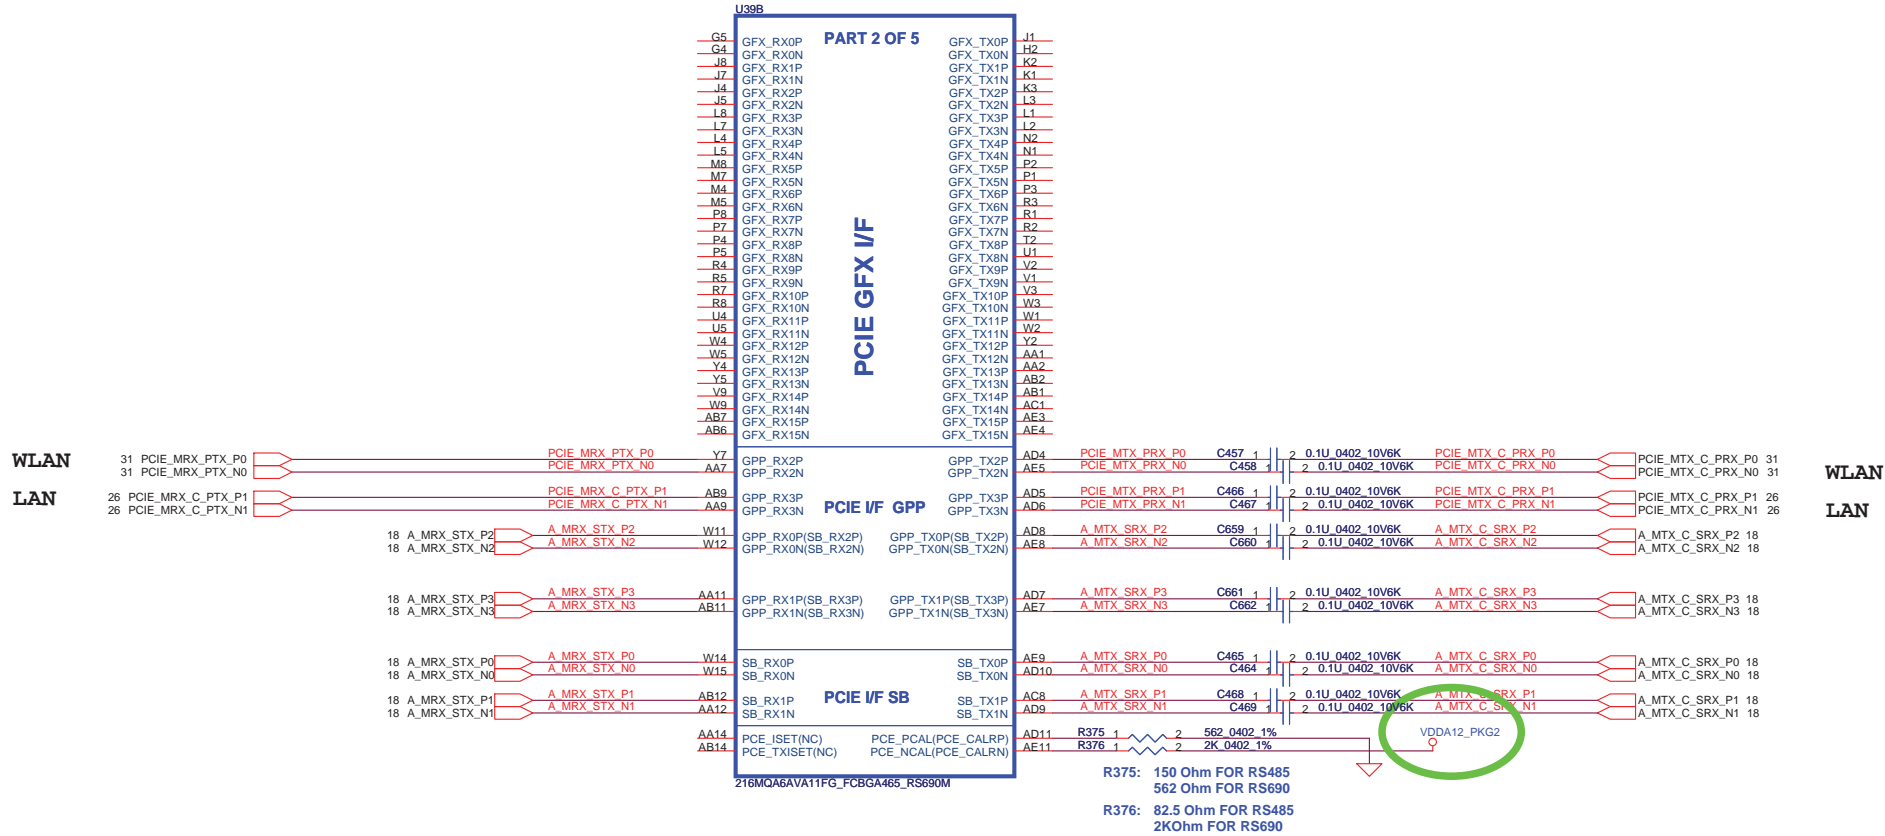 U39B
PART 2 OF 5
G5 GFX_RX0P GFX_TX0P J1
G4 GFX_RX0N GFX_TX0N H2
J8 GFX_RX1P GFX_TX1P K2
J7 GFX_RX1N GFX_TX1N K1
J4 GFX_RX2P GFX_TX2P K3
J5 GFX_RX2N GFX_TX2N L3
L8 GFX_RX3P GFX_TX3P L1
L7 GFX_RX3N GFX_TX3N L2
L4 GFX_RX4P GFX_TX4P N2
L5 GFX_RX4N GFX_TX4N N1
M8 GFX_RX5P GFX_TX5P P2
M7 GFX_RX5N GFX_TX5N P1
M4 GFX_RX6P GFX_TX6P P3
M5 GFX_RX6N GFX_TX6N R3
P8 GFX_RX7P GFX_TX7P R1
P7 GFX_RX7N GFX_TX7N R2
P4 GFX_RX8P GFX_TX8P T2
P5 GFX_RX8N GFX_TX8N U1
R4 GFX_RX9P GFX_TX9P V2
R5 GFX_RX9N GFX_TX9N V1
R7 GFX_RX10P GFX_TX10P V3
R8 GFX_RX10N GFX_TX10N W3
U4 GFX_RX11P GFX_TX11P W1
U5 GFX_RX11N GFX_TX11N W2
W4 GFX_RX12P GFX_TX12P Y2
W5 GFX_RX12N GFX_TX12N AA1
Y4 GFX_RX13P GFX_TX13P AA2
Y5 GFX_RX13N GFX_TX13N AB2
V9 GFX_RX14P GFX_TX14P AB1
W9 GFX_RX14N GFX_TX14N AC1
AB7 GFX_RX15P GFX_TX15P AE3
AB6 GFX_RX15N GFX_TX15N AE4
PCIE GFX I/F
WLAN
31 PCIE_MRX_PTX_P0 PCIE_MRX_PTX_P0 Y7 GPP_RX2P GPP_TX2P AD4 PCIE_MTX_PRX_P0 C457 1 2 0.1U_0402_10V6K PCIE_MTX_C_PRX_P0 PCIE_MTX_C_PRX_P0 31
31 PCIE_MRX_PTX_N0 PCIE_MRX_PTX_N0 AA7 GPP_RX2N GPP_TX2N AE5 PCIE_MTX_PRX_N0 C458 1 2 0.1U_0402_10V6K PCIE_MTX_C_PRX_N0 PCIE_MTX_C_PRX_N0 31
WLAN
LAN
26 PCIE_MRX_C_PTX_P1 PCIE_MRX_C_PTX_P1 AB9 GPP_RX3P GPP_TX3P AD5 PCIE_MTX_PRX_P1 C466 1 2 0.1U_0402_10V6K PCIE_MTX_C_PRX_P1 PCIE_MTX_C_PRX_P1 26
26 PCIE_MRX_C_PTX_N1 PCIE_MRX_C_PTX_N1 AA9 GPP_RX3N GPP_TX3N AD6 PCIE_MTX_PRX_N1 C467 1 2 0.1U_0402_10V6K PCIE_MTX_C_PRX_N1 PCIE_MTX_C_PRX_N1 26
LAN
PCIE I/F GPP
18 A_MRX_STX_P2 A_MRX_STX_P2 W11 GPP_RX0P(SB_RX2P) GPP_TX0P(SB_TX2P) AD8 A_MTX_SRX_P2 C659 1 2 0.1U_0402_10V6K A_MTX_C_SRX_P2 A_MTX_C_SRX_P2 18
18 A_MRX_STX_N2 A_MRX_STX_N2 W12 GPP_RX0N(SB_RX2N) GPP_TX0N(SB_TX2N) AE8 A_MTX_SRX_N2 C660 1 2 0.1U_0402_10V6K A_MTX_C_SRX_N2 A_MTX_C_SRX_N2 18
18 A_MRX_STX_P3 A_MRX_STX_P3 AA11 GPP_RX1P(SB_RX3P) GPP_TX1P(SB_TX3P) AD7 A_MTX_SRX_P3 C661 1 2 0.1U_0402_10V6K A_MTX_C_SRX_P3 A_MTX_C_SRX_P3 18
18 A_MRX_STX_N3 A_MRX_STX_N3 AB11 GPP_RX1N(SB_RX3N) GPP_TX1N(SB_TX3N) AE7 A_MTX_SRX_N3 C662 1 2 0.1U_0402_10V6K A_MTX_C_SRX_N3 A_MTX_C_SRX_N3 18
18 A_MRX_STX_P0 A_MRX_STX_P0 W14 SB_RX0P SB_TX0P AE9 A_MTX_SRX_P0 C465 1 2 0.1U_0402_10V6K A_MTX_C_SRX_P0 A_MTX_C_SRX_P0 18
18 A_MRX_STX_N0 A_MRX_STX_N0 W15 SB_RX0N SB_TX0N AD10 A_MTX_SRX_N0 C464 1 2 0.1U_0402_10V6K A_MTX_C_SRX_N0 A_MTX_C_SRX_N0 18
PCIE I/F SB
18 A_MRX_STX_P1 A_MRX_STX_P1 AB12 SB_RX1P SB_TX1P AC8 A_MTX_SRX_P1 C468 1 2 0.1U_0402_10V6K A_MTX_C_SRX_P1 A_MTX_C_SRX_P1 18
18 A_MRX_STX_N1 A_MRX_STX_N1 AA12 SB_RX1N SB_TX1N AD9 A_MTX_SRX_N1 C469 1 2 0.1U_0402_10V6K A_MTX_C_SRX_N1 A_MTX_C_SRX_N1 18
AA14 PCE_ISET(NC) PCE_PCAL(PCE_CALRP) AD11 R375 1 2 562_0402_1% VDDA12_PKG2
AB14 PCE_TXISET(NC) PCE_NCAL(PCE_CALRN) AE11 R376 1 2 2K_0402_1%
216MQA6AVA11FG_FCBGA465_RS690M
R375: 150 Ohm FOR RS485
562 Ohm FOR RS690
R376: 82.5 Ohm FOR RS485
2KOhm FOR RS690